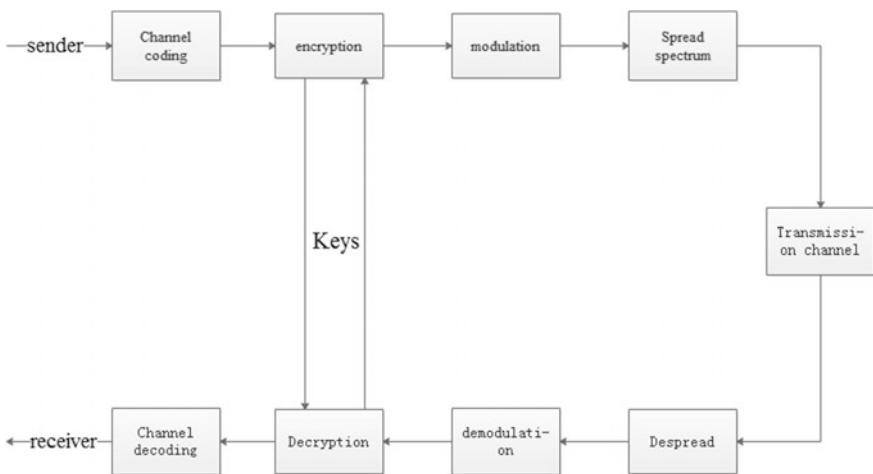 sender
Channel
coding
encryption
modulation
Spread
spectrum
Transmissi-
on channel
Keys
receiver
Channel
decoding
Decryption
demodulati-
on
Despread